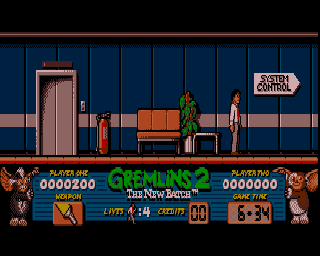 SYSTEM
CONTROL
PLAYER ONE
0000200
WEAPON
GREMLINS 2
THE NEW BATCH™
LIVES :4 CREDITS 00
PLAYER TWO
0000000
GAME TIME
6:34